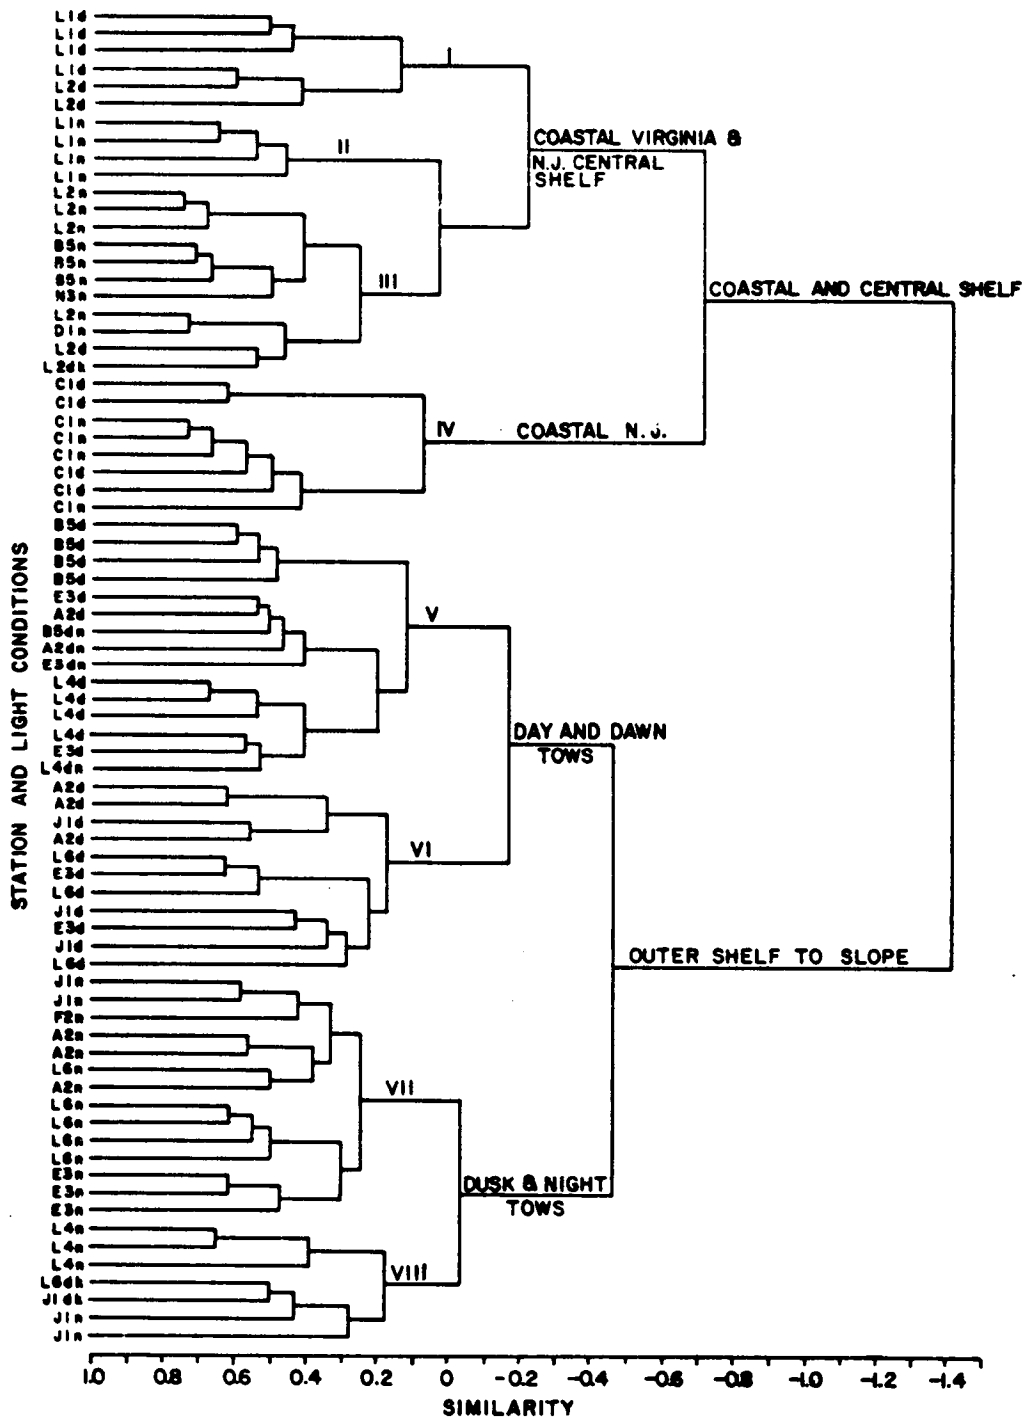 L1d
L1d
L1d
L1d
L2d
L2d
L1n
L1n
L1n
L1n
L2n
L2n
L2n
B5n
B5n
N3n
L2n
D1n
L2d
L2dk
C1d
C1d
C1n
C1n
C1n
C1d
C1d
C1n
B5d
B5d
B5d
B5d
E3d
A2d
B5dn
A2dn
E3dn
L4d
L4d
L4d
L4d
E3d
L4dn
A2d
A2d
J1d
A2d
L6d
E3d
L6d
J1d
E3d
J1d
L6d
J1n
J1n
F2n
A2n
A2n
L6n
A2n
L6n
L6n
L6n
L6n
E3n
E3n
E3n
L4n
L4n
L4n
L6dk
J1dk
J1n
J1n
STATION AND LIGHT CONDITIONS
I
II
III
IV
V
VI
VII
VIII
COASTAL VIRGINIA &
N.J. CENTRAL
SHELF
COASTAL AND CENTRAL SHELF
COASTAL N.J.
DAY AND DAWN
TOWS
OUTER SHELF TO SLOPE
DUSK & NIGHT
TOWS
1.0 0.8 0.6 0.4 0.2 0 -0.2 -0.4 -0.6 -0.8 -1.0 -1.2 -1.4
SIMILARITY